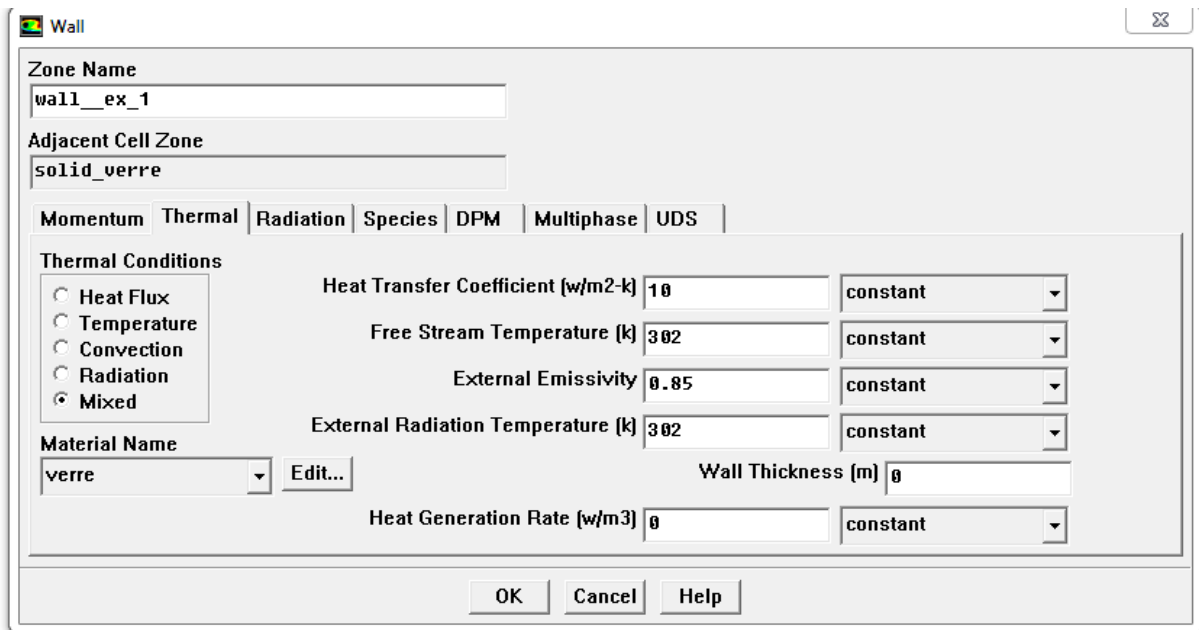 Wall
Zone Name
wall__ex_1
Adjacent Cell Zone
solid_verre
Momentum Thermal Radiation Species DPM Multiphase UDS
Thermal Conditions
Heat Flux
Temperature
Convection
Radiation
Mixed
Material Name
verre Edit...
Heat Transfer Coefficient (w/m2-k) 10 constant
Free Stream Temperature (k) 302 constant
External Emissivity 0.85 constant
External Radiation Temperature (k) 302 constant
Wall Thickness (m) 0
Heat Generation Rate (w/m3) 0 constant
OK Cancel Help